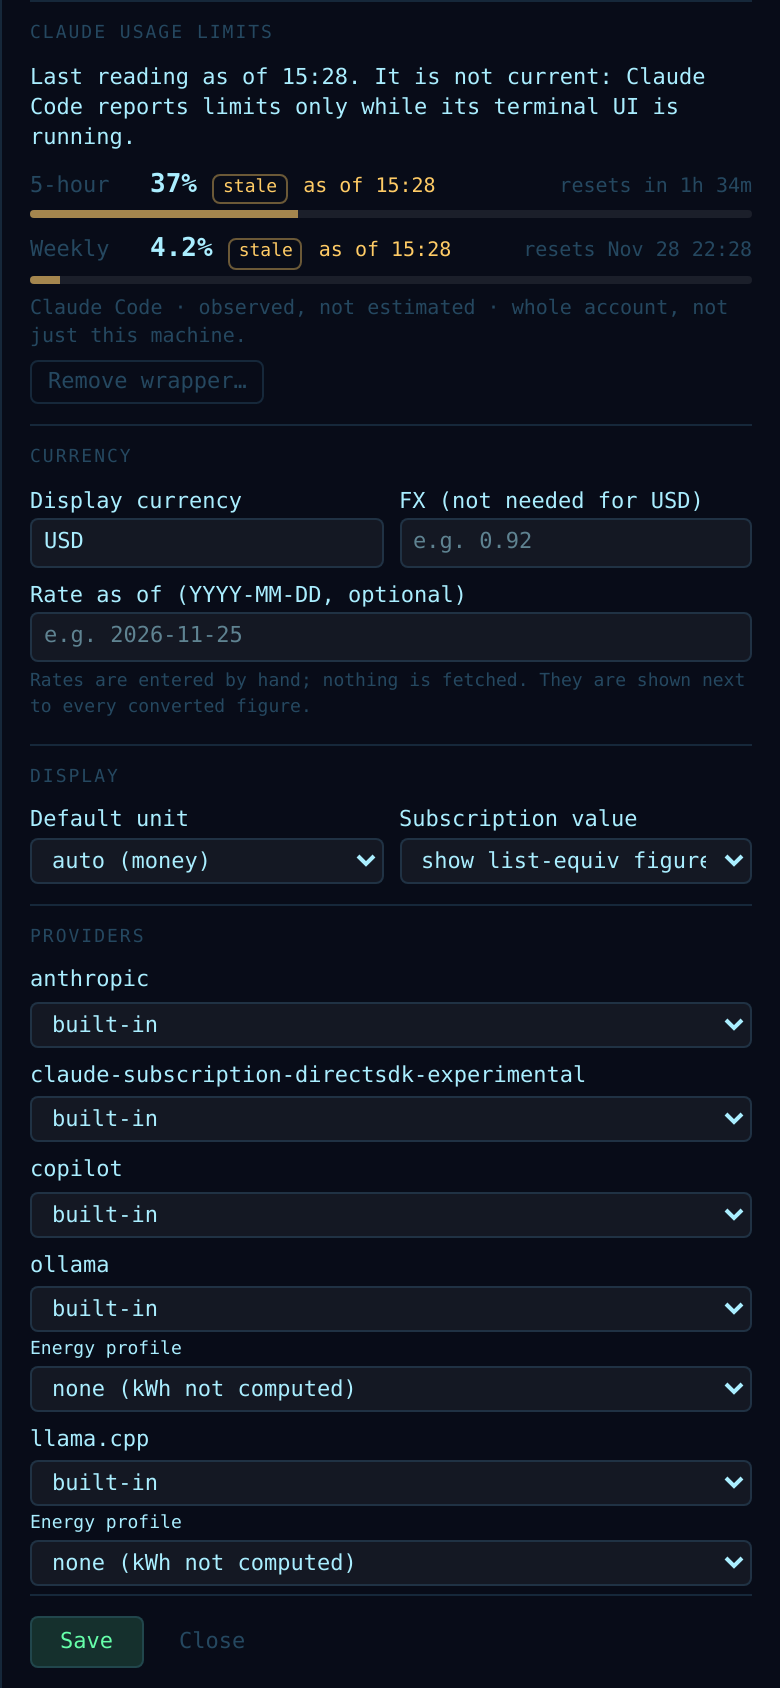 CLAUDE USAGE LIMITS
Last reading as of 15:28. It is not current: Claude
Code reports limits only while its terminal UI is
running.
5-hour 37% stale as of 15:28 resets in 1h 34m
Weekly 4.2% stale as of 15:28 resets Nov 28 22:28
Claude Code · observed, not estimated · whole account, not
just this machine.
Remove wrapper…
CURRENCY
Display currency FX (not needed for USD)
USD e.g. 0.92
Rate as of (YYYY-MM-DD, optional)
e.g. 2026-11-25
Rates are entered by hand; nothing is fetched. They are shown next
to every converted figure.
DISPLAY
Default unit Subscription value
auto (money) show list-equiv figure
PROVIDERS
anthropic
built-in
claude-subscription-directsdk-experimental
built-in
copilot
built-in
ollama
built-in
Energy profile
none (kWh not computed)
llama.cpp
built-in
Energy profile
none (kWh not computed)
Save Close